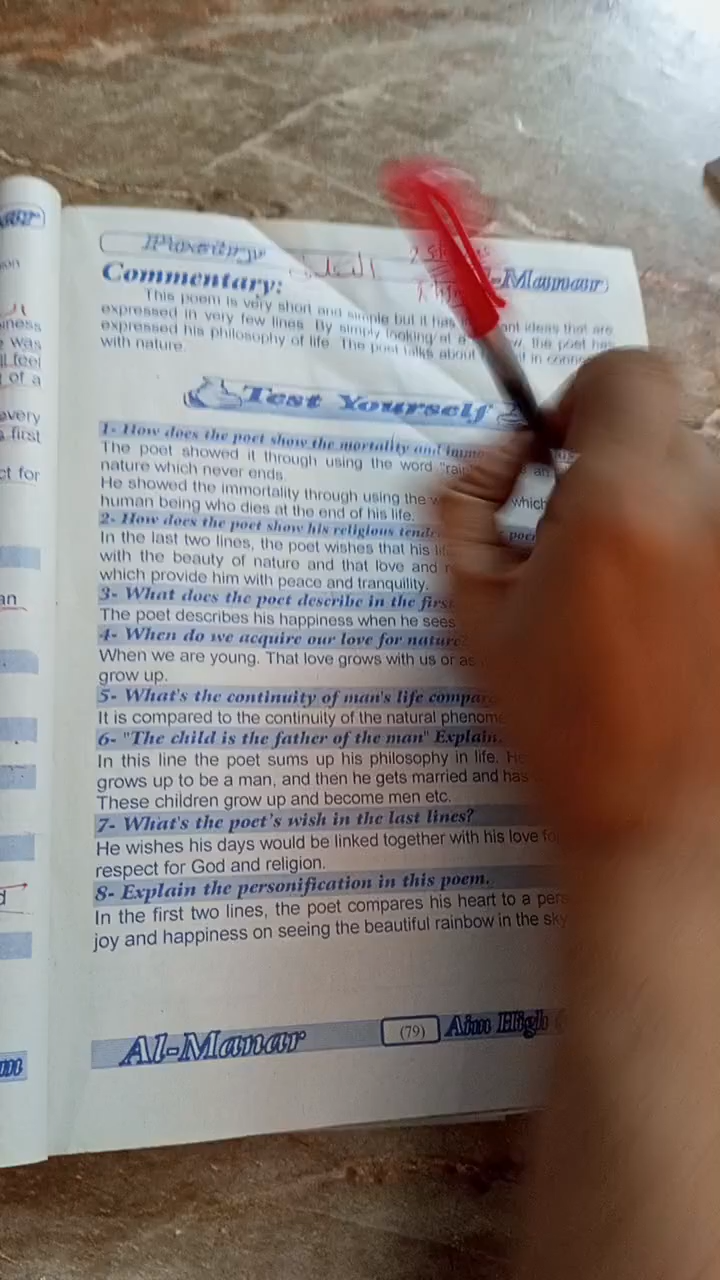 Poetry
التعليق
Al-Manar
Commentary:
This poem is very short and simple but it has ant ideas that are
expressed in very few lines. By simply looking at a w, the poet has
expressed his philosophy of life. The poet talks about it in conne
with nature.
Test Yourself
1- How does the poet show the mortality and immo
The poet showed it through using the word "rai an
nature which never ends.
He showed the immortality through using the w which
human being who dies at the end of his life.
2- How does the poet show his religious tende poem
In the last two lines, the poet wishes that his li
with the beauty of nature and that love and r
which provide him with peace and tranquility.
3- What does the poet describe in the firs
The poet describes his happiness when he sees
4- When do we acquire our love for nature?
When we are young. That love grows with us or as
grow up.
5- What's the continuity of man's life compar
It is compared to the continuity of the natural phenom
6- "The child is the father of the man" Explain.
In this line the poet sums up his philosophy in life. He
grows up to be a man, and then he gets married and has
These children grow up and become men etc.
7- What's the poet's wish in the last lines?
He wishes his days would be linked together with his love fo
respect for God and religion.
8- Explain the personification in this poem.
In the first two lines, the poet compares his heart to a pers
joy and happiness on seeing the beautiful rainbow in the sky
Al-Manar (79) Aim High